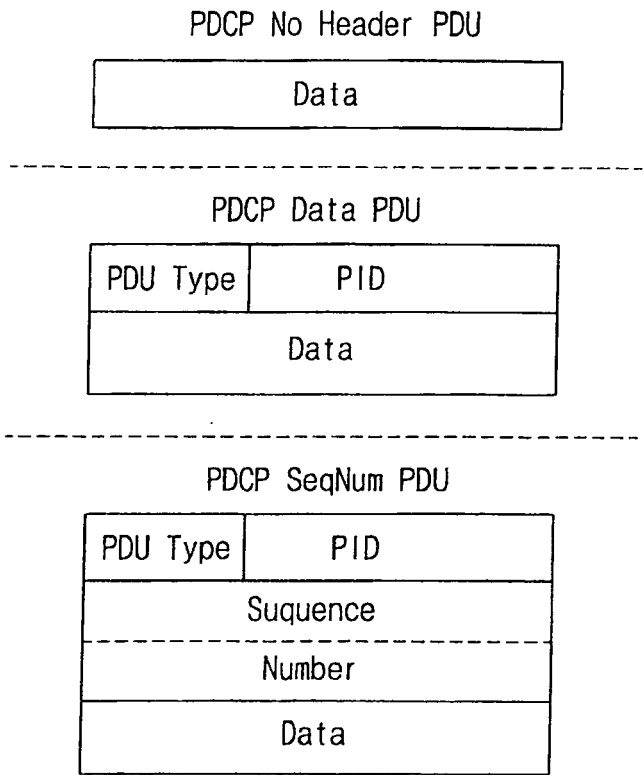 PDCP No Header PDU
Data
PDCP Data PDU
PDU Type PID
Data
PDCP SeqNum PDU
PDU Type PID
Suquence
Number
Data